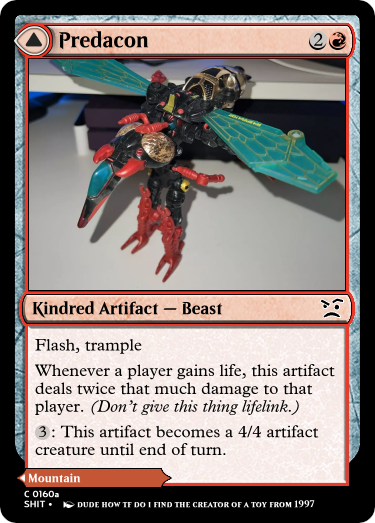 Predacon
2
Kindred Artifact — Beast
Flash, trample
Whenever a player gains life, this artifact
deals twice that much damage to that
player. (Don't give this thing lifelink.)
3: This artifact becomes a 4/4 artifact
creature until end of turn.
Mountain
C 0160a
SHIT • DUDE HOW TF DO I FIND THE CREATOR OF A TOY FROM 1997